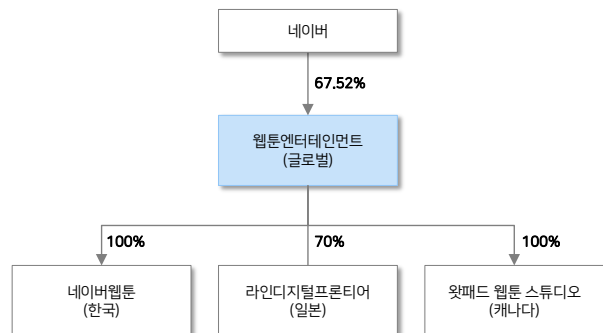 네이버
67.52%
웹툰엔터테인먼트
(글로벌)
100%
70%
100%
네이버웹툰
(한국)
라인디지털프론티어
(일본)
왓패드 웹툰 스튜디오
(캐나다)